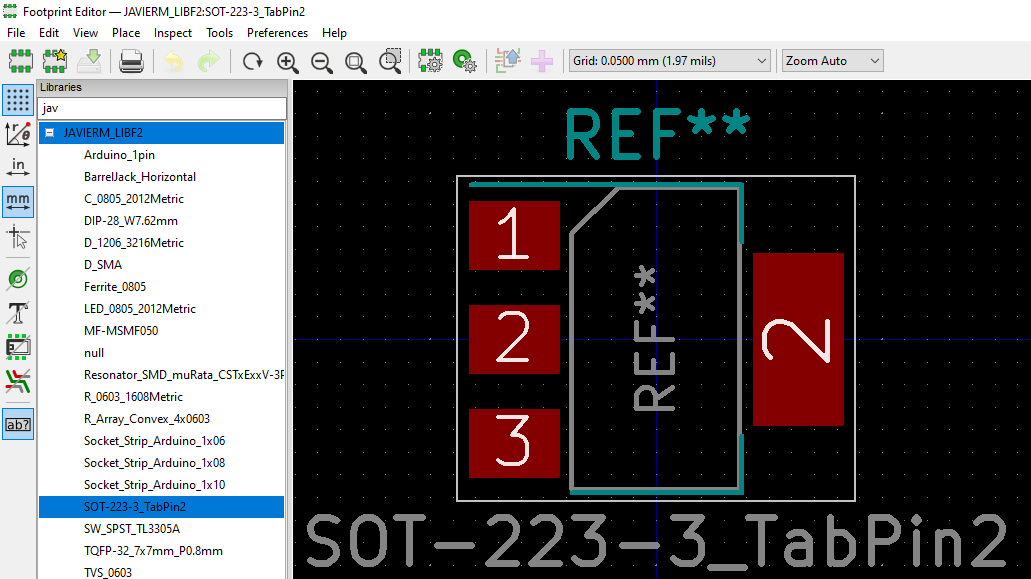 Footprint Editor — JAVIERM_LIBF2:SOT-223-3_TabPin2
File Edit View Place Inspect Tools Preferences Help
Grid: 0.0500 mm (1.97 mils)
Zoom Auto
Libraries
jav
JAVIERM_LIBF2
Arduino_1pin
BarrelJack_Horizontal
C_0805_2012Metric
DIP-28_W7.62mm
D_1206_3216Metric
D_SMA
Ferrite_0805
LED_0805_2012Metric
MF-MSMF050
null
Resonator_SMD_muRata_CSTxExxV-3P
R_0603_1608Metric
R_Array_Convex_4x0603
Socket_Strip_Arduino_1x06
Socket_Strip_Arduino_1x08
Socket_Strip_Arduino_1x10
SOT-223-3_TabPin2
SW_SPST_TL3305A
TQFP-32_7x7mm_P0.8mm
TVS_0603
in
mm
ab?
REF**
1
2
3
REF**
2
SOT-223-3_TabPin2